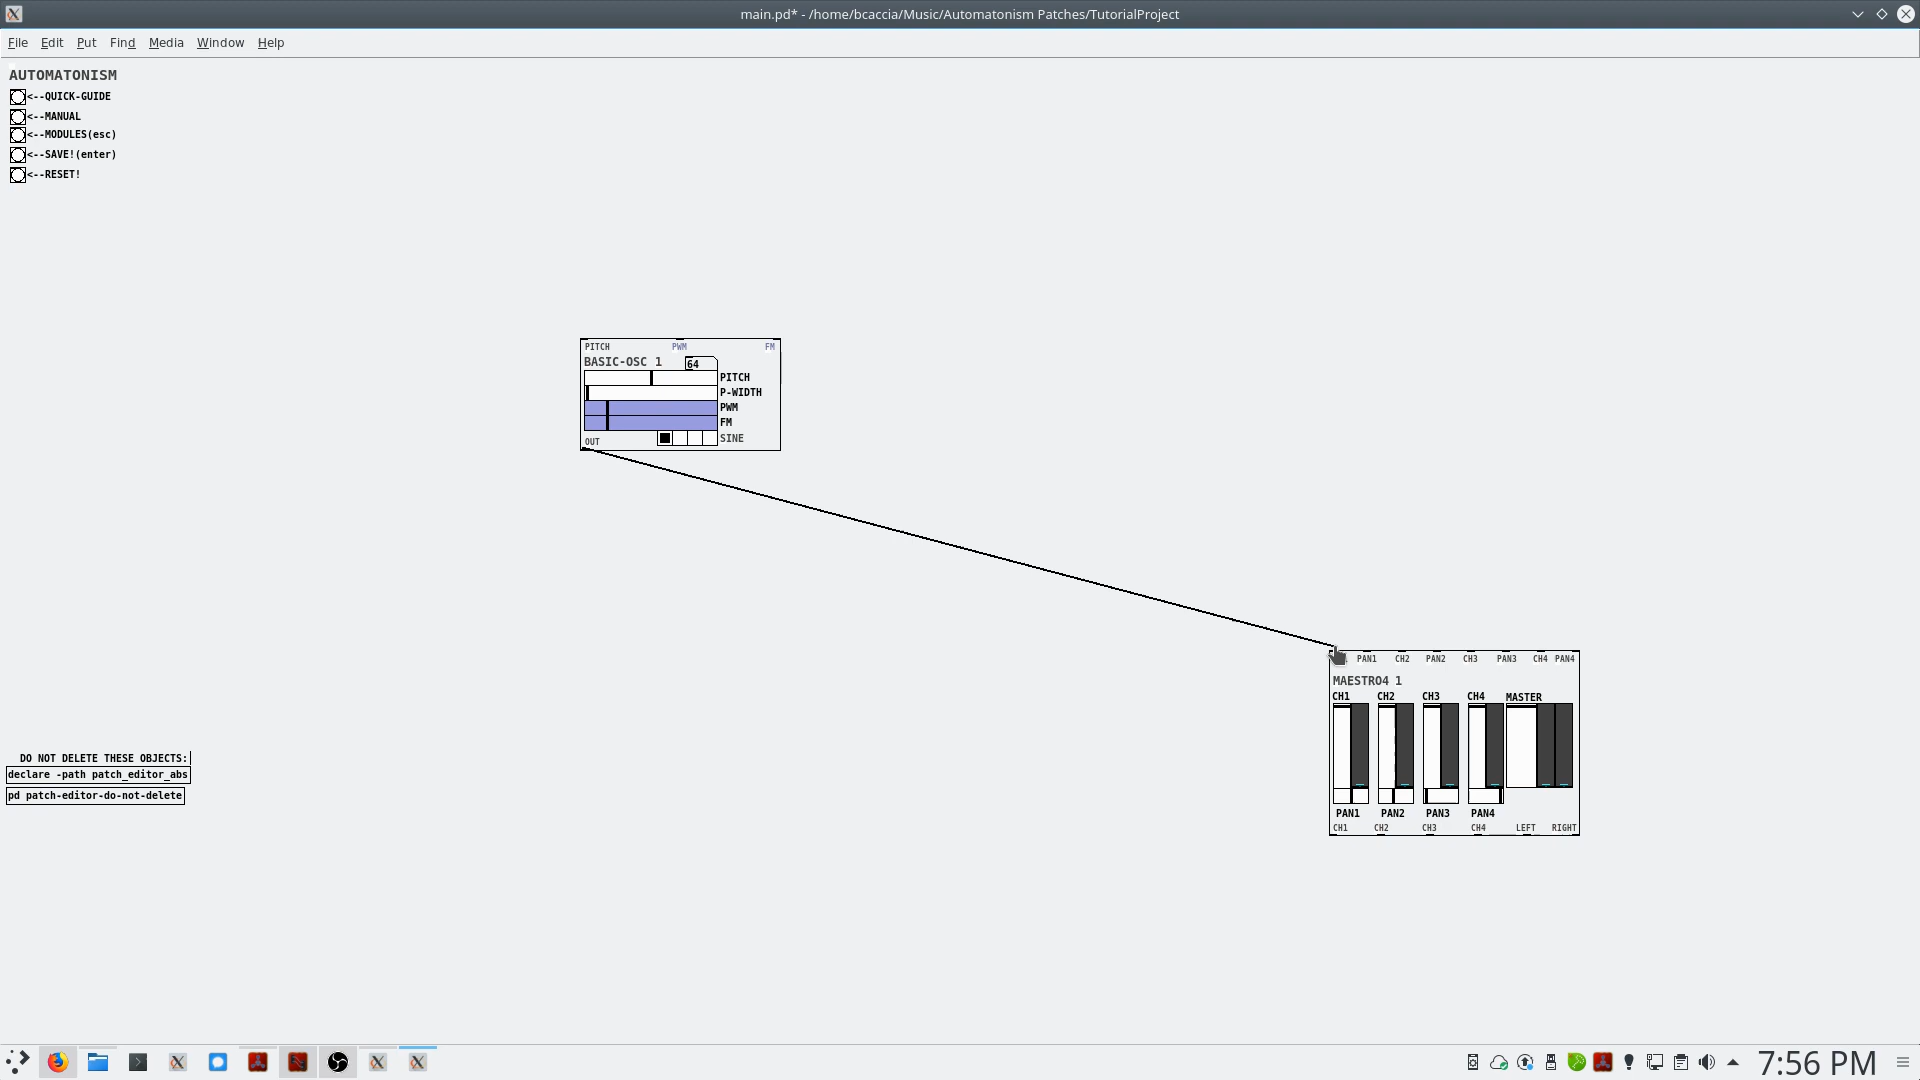 main.pd* - /home/bcaccia/Music/Automatonism Patches/TutorialProject
File Edit Put Find Media Window Help
AUTOMATONISM
<--QUICK-GUIDE
<--MANUAL
<--MODULES(esc)
<--SAVE!(enter)
<--RESET!
PITCH PWM FM
BASIC-OSC 1 64
PITCH
P-WIDTH
PWM
FM
OUT SINE
PAN1 CH2 PAN2 CH3 PAN3 CH4 PAN4
MAESTRO4 1
CH1 CH2 CH3 CH4 MASTER
PAN1 PAN2 PAN3 PAN4
CH1 CH2 CH3 CH4 LEFT RIGHT
DO NOT DELETE THESE OBJECTS:
declare -path patch_editor_abs
pd patch-editor-do-not-delete
7:56 PM